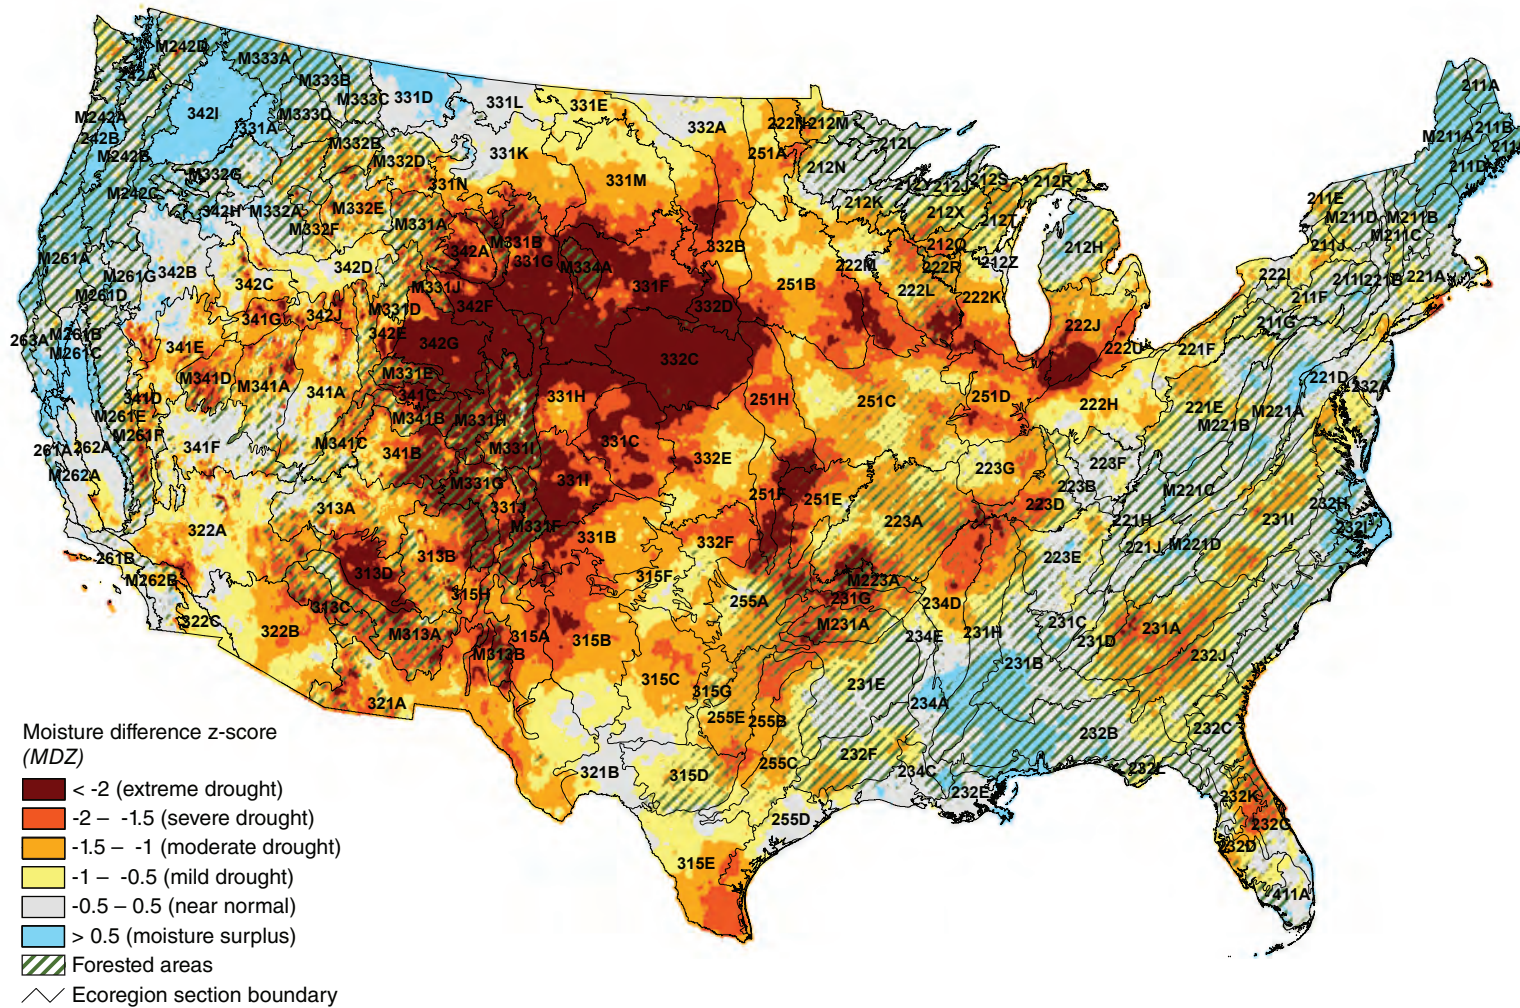 M242D
M333A
242A
M333B
M333C
331D
331L
331E
332A
222N
212M
M242A
342I
331A
M333D
242B
M242B
M332B
M332D
331K
251A
212L
212N
M332G
M242C
342H
M332A
M332E
M332F
331N
M331A
331M
212Y
212J
212S
212R
212K
212X
212T
212Q
212H
211A
M211A
211B
211D
211E
M211D
M211B
M211C
211J
M261A
M261G
342B
342D
342C
342A
M331B
331G
M334A
332B
222M
222R
212Z
222L
222K
222I
211I
221B
221A
211F
211G
M261D
M331J
M331D
342F
331F
332D
251B
341G
342J
342E
342G
222J
222U
221F
263A
M261B
M261C
341E
M341D
M341A
341A
M331E
341C
332C
221D
232A
341D
M261E
M261F
M341B
M331H
331H
251H
251C
251D
222H
221E
M221A
M221B
261A
262A
M262A
341F
M341C
341B
M331I
331C
332E
223G
223F
M331G
331I
251F
251E
223B
M221C
313A
331J
M331F
223A
223D
221H
231I
232H
232I
322A
261B
M262B
313B
331B
332F
223E
221J
M221D
313D
315H
315F
M223A
313C
255A
231G
234D
322C
322B
M313A
315A
315B
M231A
234E
231H
231C
231D
231A
M313B
231B
232J
321A
315C
315G
231E
234A
255E
255B
232B
232C
321B
315D
255C
232F
234C
232E
232L
232K
232G
255D
315E
232D
411A
Moisture difference z-score
(MDZ)
< -2 (extreme drought)
-2 – -1.5 (severe drought)
-1.5 – -1 (moderate drought)
-1 – -0.5 (mild drought)
-0.5 – 0.5 (near normal)
> 0.5 (moisture surplus)
Forested areas
Ecoregion section boundary